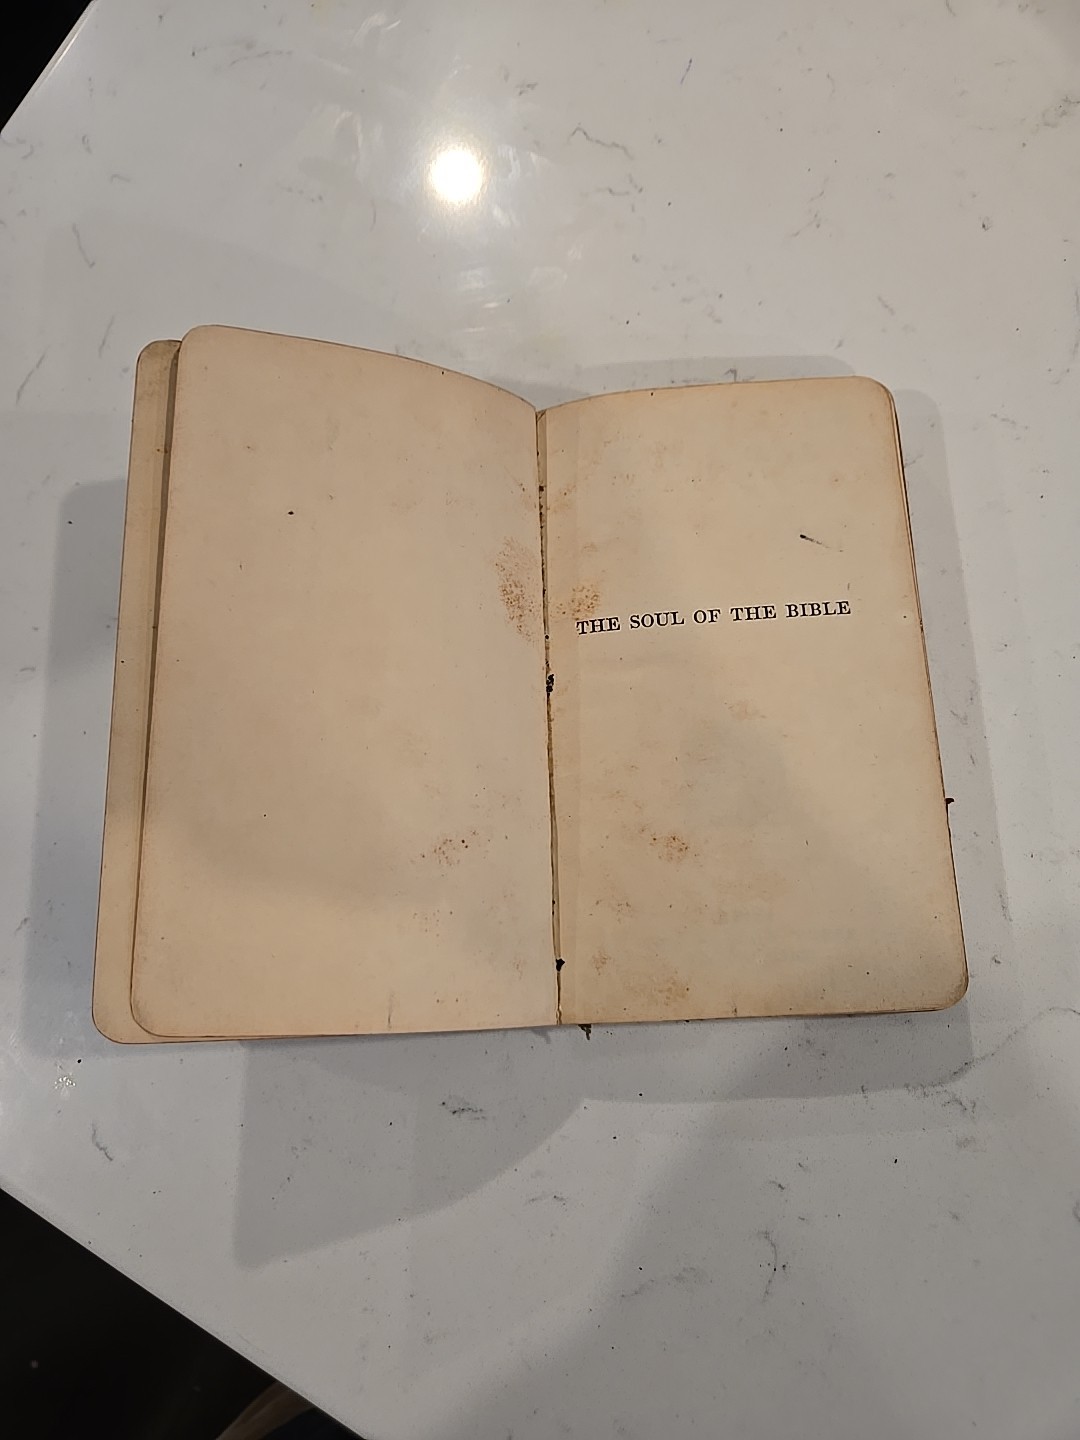 THE SOUL OF THE BIBLE